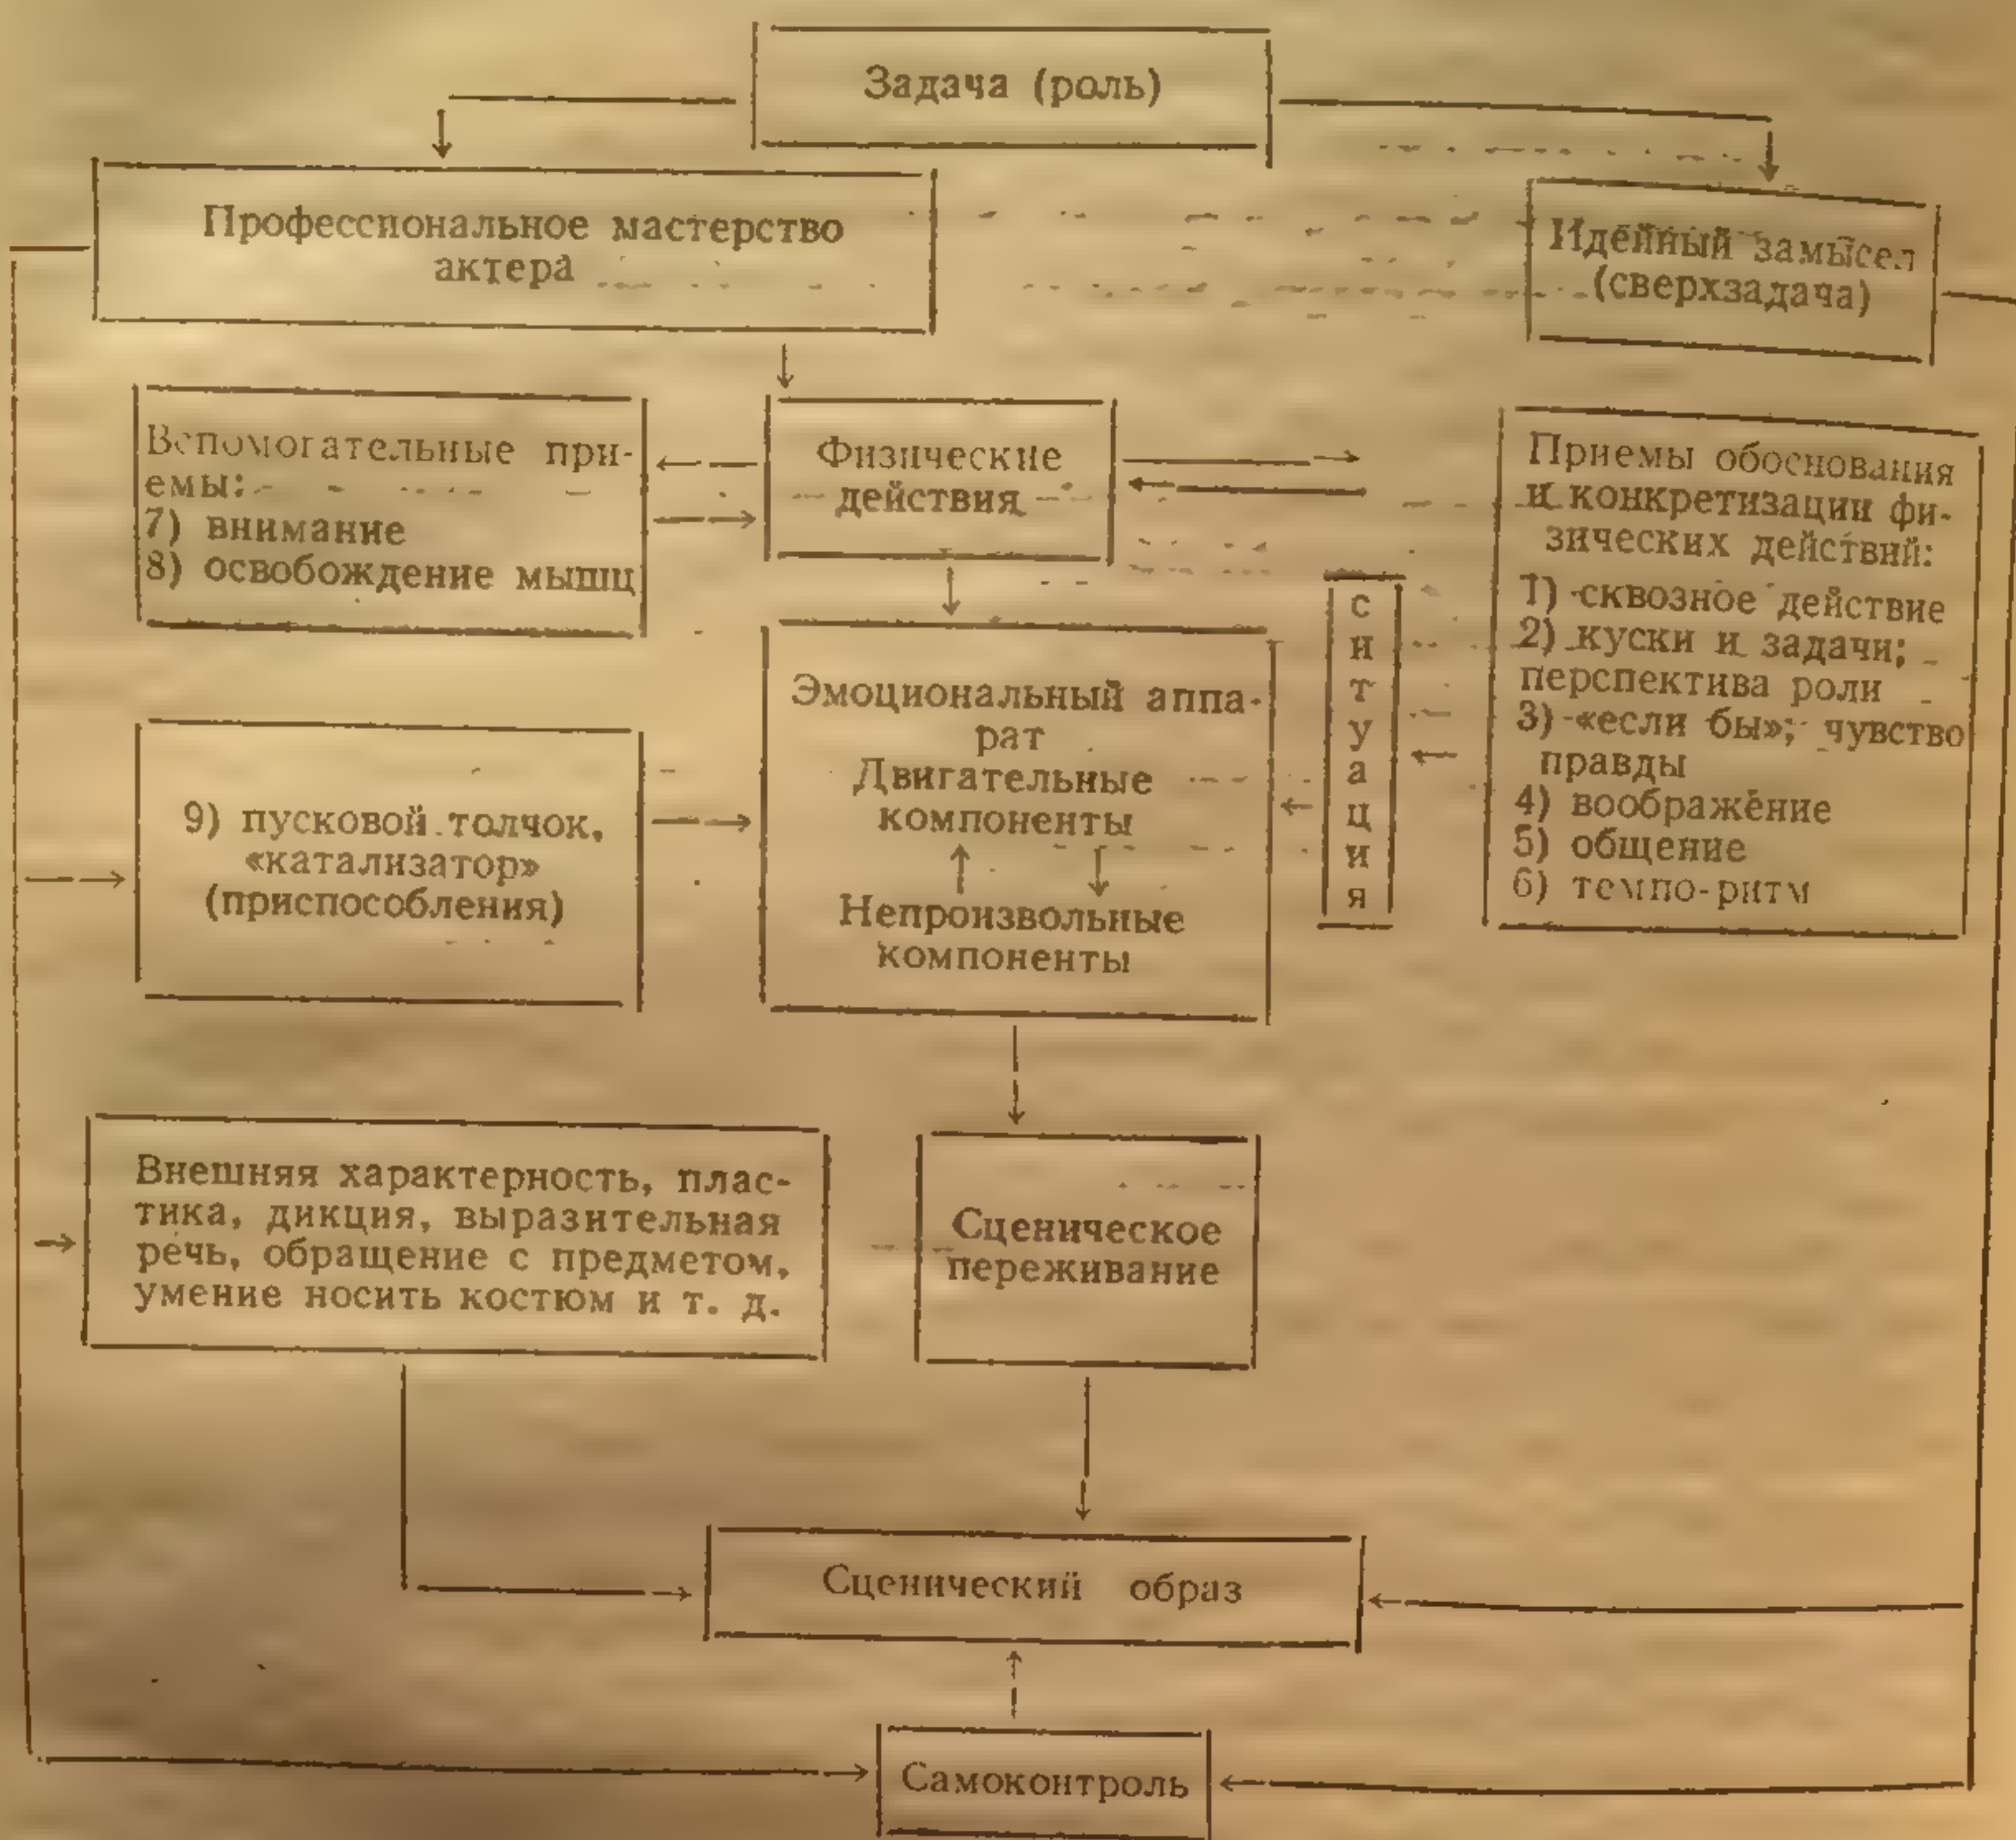 Задача (роль)
Профессиональное мастерство
актера
Идейный замысел
(сверхзадача)
Вспомогательные при-
емы:
7) внимание
8) освобождение мышц
Физические
действия
Приемы обоснования
и конкретизации фи-
зических действий:
1) сквозное действие
2) куски и задачи;
перспектива роли
3) «если бы»; чувство
правды
4) воображение
5) общение
6) темпо-ритм
ситуация
Эмоциональный аппа-
рат
Двигательные
компоненты
Непроизвольные
компоненты
9) пусковой толчок,
«катализатор»
(приспособления)
Внешняя характерность, плас-
тика, дикция, выразительная
речь, обращение с предметом,
умение носить костюм и т. д.
Сценическое
переживание
Сценический образ
Самоконтроль